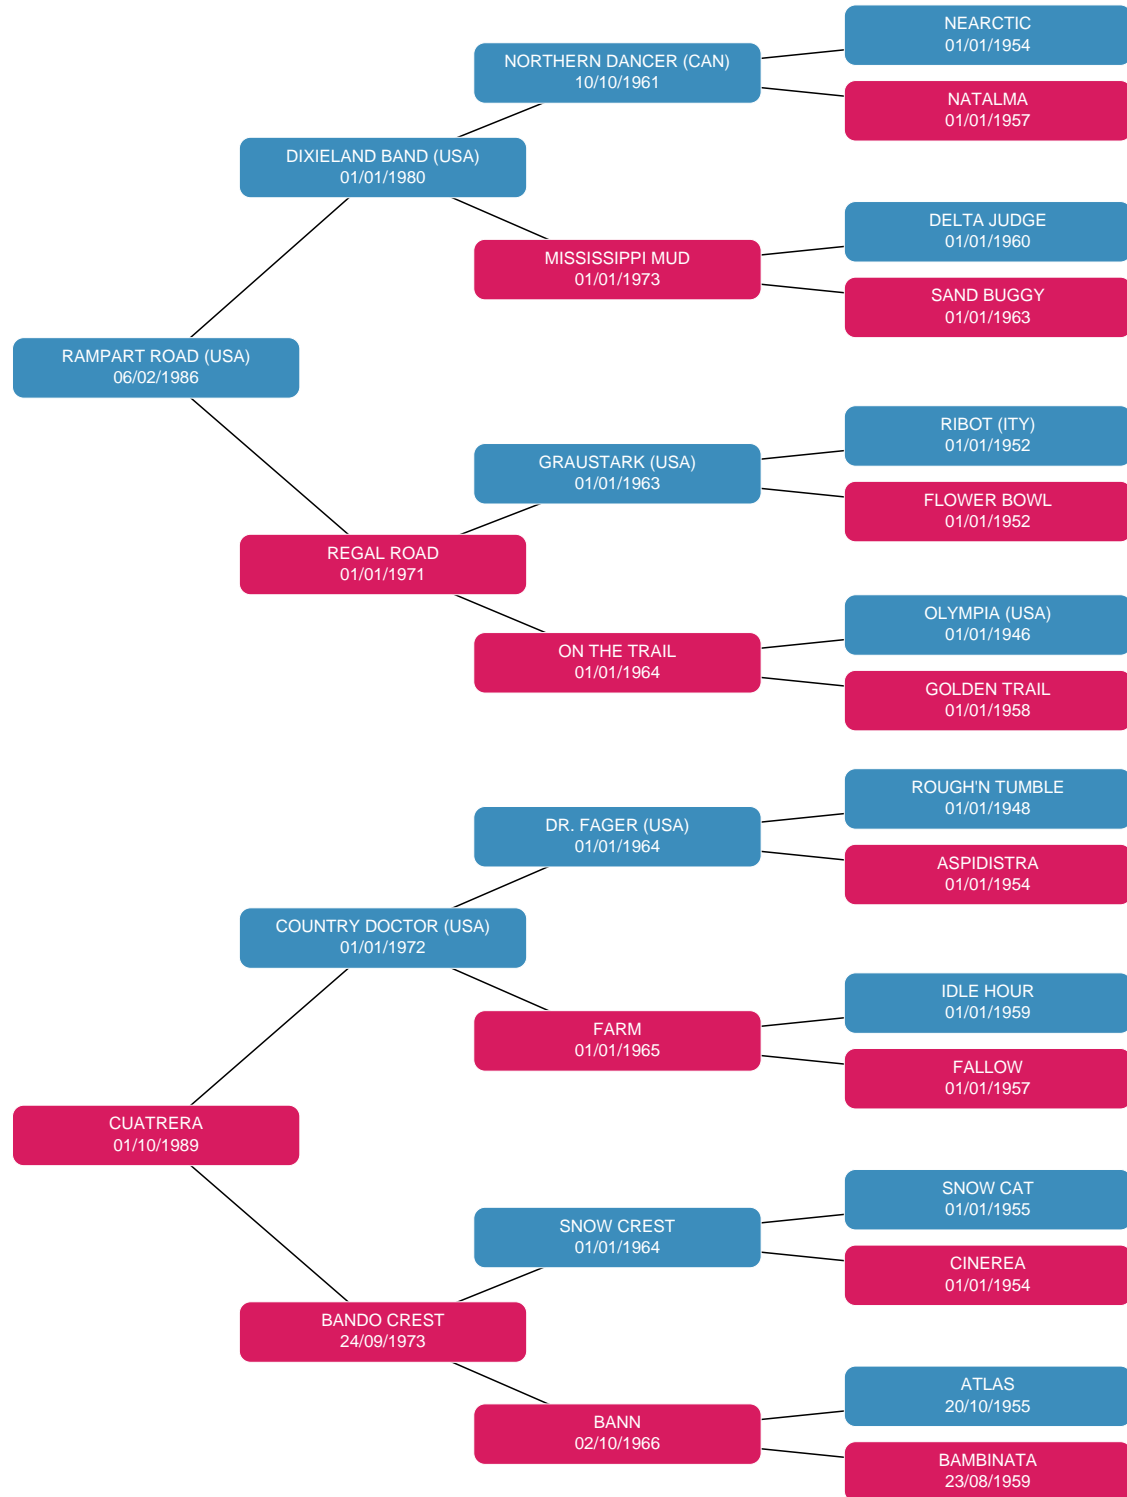 NEARCTIC
01/01/1954
NORTHERN DANCER (CAN)
10/10/1961
NATALMA
01/01/1957
DIXIELAND BAND (USA)
01/01/1980
DELTA JUDGE
01/01/1960
MISSISSIPPI MUD
01/01/1973
SAND BUGGY
01/01/1963
RAMPART ROAD (USA)
06/02/1986
RIBOT (ITY)
01/01/1952
GRAUSTARK (USA)
01/01/1963
FLOWER BOWL
01/01/1952
REGAL ROAD
01/01/1971
OLYMPIA (USA)
01/01/1946
ON THE TRAIL
01/01/1964
GOLDEN TRAIL
01/01/1958
ROUGH'N TUMBLE
01/01/1948
DR. FAGER (USA)
01/01/1964
ASPIDISTRA
01/01/1954
COUNTRY DOCTOR (USA)
01/01/1972
IDLE HOUR
01/01/1959
FARM
01/01/1965
FALLOW
01/01/1957
CUATRERA
01/10/1989
SNOW CAT
01/01/1955
SNOW CREST
01/01/1964
CINEREA
01/01/1954
BANDO CREST
24/09/1973
ATLAS
20/10/1955
BANN
02/10/1966
BAMBINATA
23/08/1959